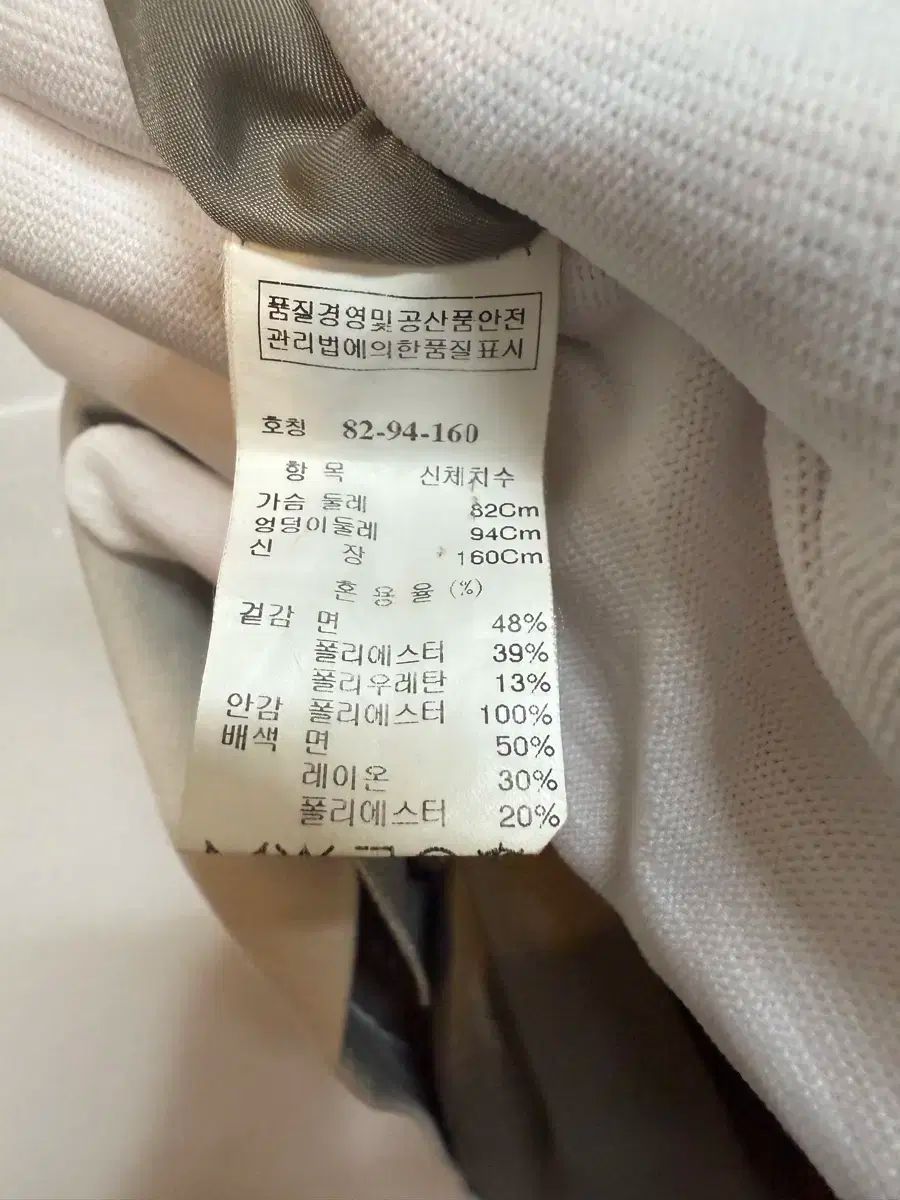 품질경영및공산품안전
관리법에의한품질표시
호칭 82-94-160
항 목 신체치수
가슴 둘레 82Cm
엉덩이둘레 94Cm
신 장 160Cm
혼 용 율 (%)
겉감 면 48%
폴리에스터 39%
폴리우레탄 13%
안감 폴리에스터 100%
배색 면 50%
레이온 30%
폴리에스터 20%